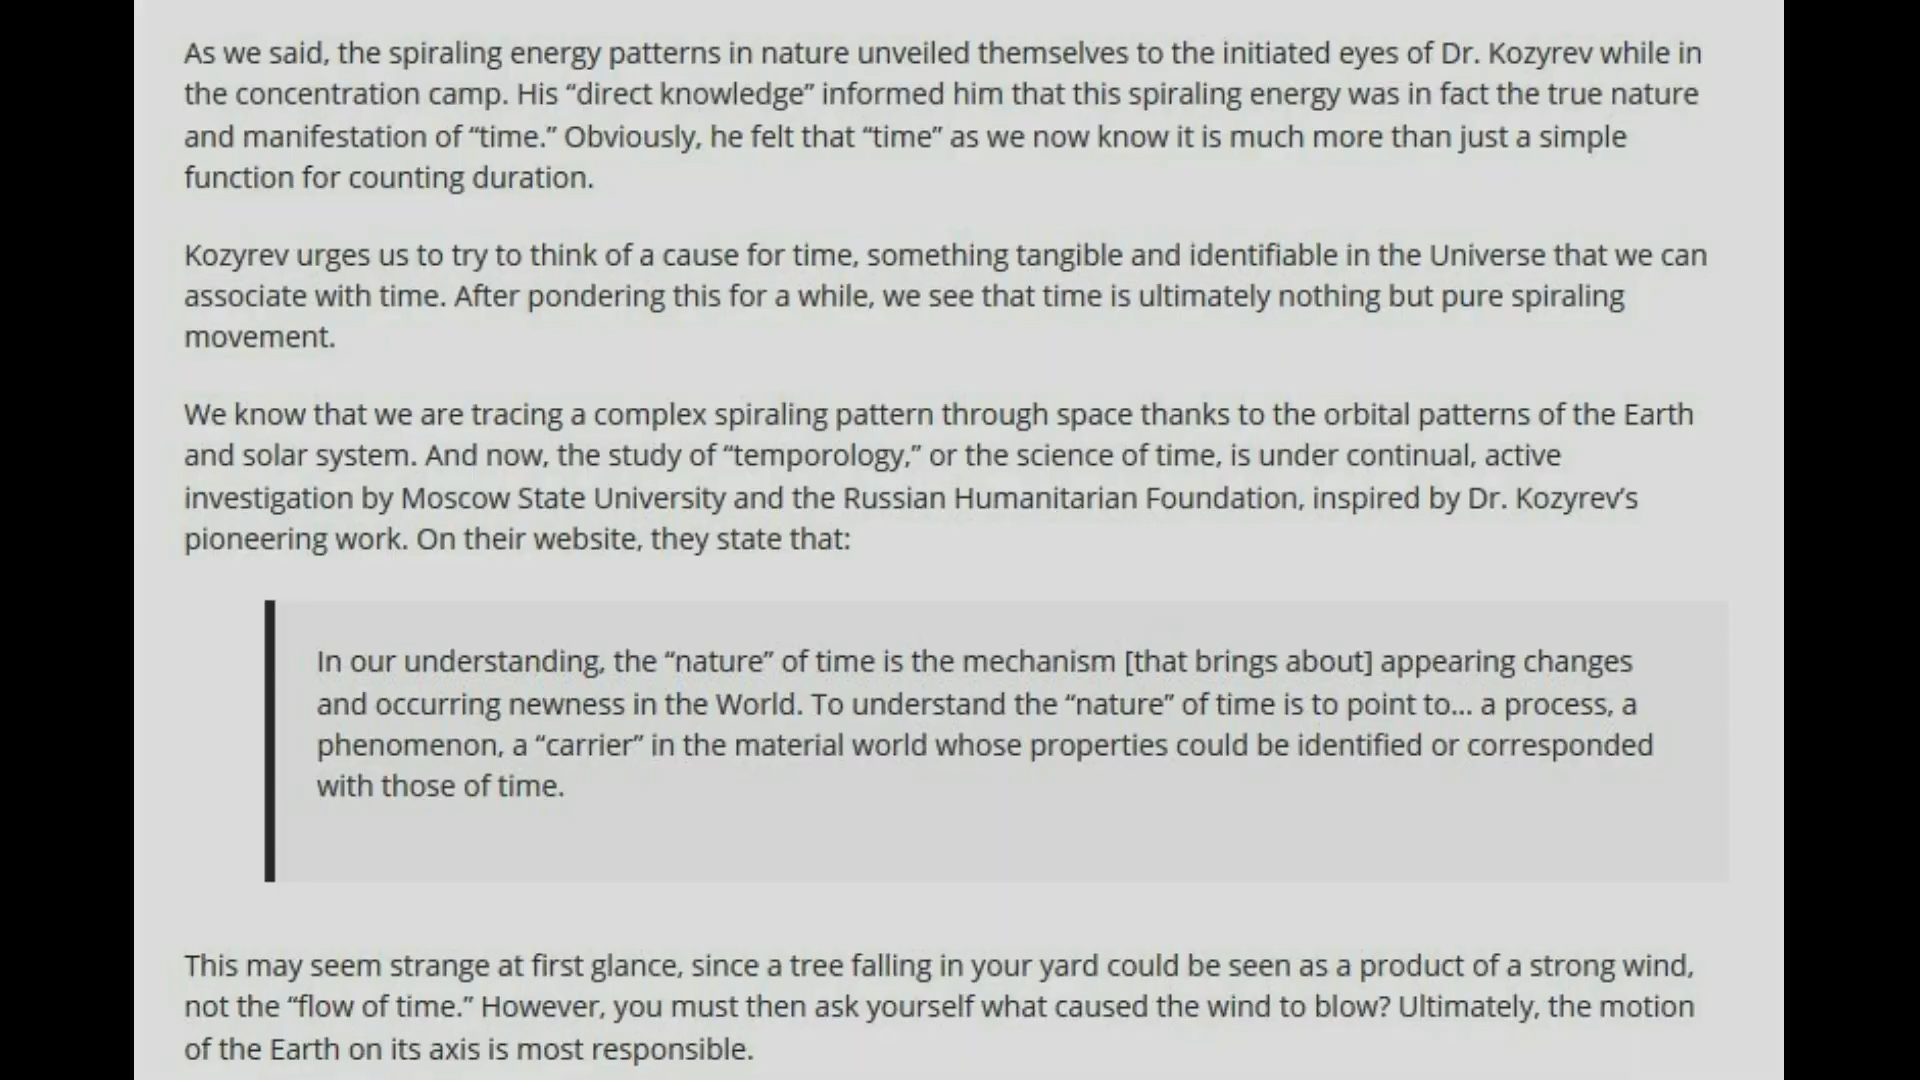 As we said, the spiraling energy patterns in nature unveiled themselves to the initiated eyes of Dr. Kozyrev while in
the concentration camp. His “direct knowledge” informed him that this spiraling energy was in fact the true nature
and manifestation of “time.” Obviously, he felt that “time” as we now know it is much more than just a simple
function for counting duration.
Kozyrev urges us to try to think of a cause for time, something tangible and identifiable in the Universe that we can
associate with time. After pondering this for a while, we see that time is ultimately nothing but pure spiraling
movement.
We know that we are tracing a complex spiraling pattern through space thanks to the orbital patterns of the Earth
and solar system. And now, the study of “temporology,” or the science of time, is under continual, active
investigation by Moscow State University and the Russian Humanitarian Foundation, inspired by Dr. Kozyrev’s
pioneering work. On their website, they state that:
In our understanding, the “nature” of time is the mechanism [that brings about] appearing changes
and occurring newness in the World. To understand the “nature” of time is to point to… a process, a
phenomenon, a “carrier” in the material world whose properties could be identified or corresponded
with those of time.
This may seem strange at first glance, since a tree falling in your yard could be seen as a product of a strong wind,
not the “flow of time.” However, you must then ask yourself what caused the wind to blow? Ultimately, the motion
of the Earth on its axis is most responsible.